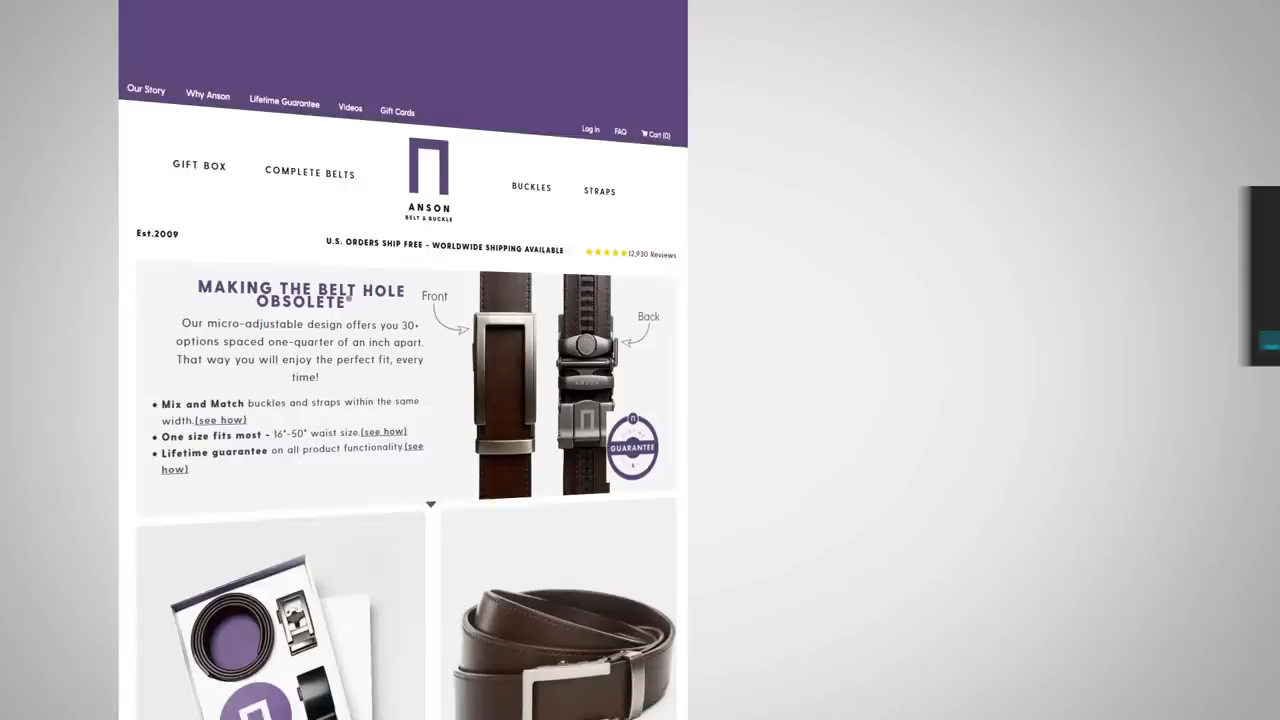 Our Story Why Anson Lifetime Guarantee Videos Gift Cards
Log in FAQ Cart (0)
GIFT BOX COMPLETE BELTS BUCKLES STRAPS
ANSON
BELT & BUCKLE
Est.2009
U.S. ORDERS SHIP FREE - WORLDWIDE SHIPPING AVAILABLE
12,930 Reviews
MAKING THE BELT HOLE
OBSOLETE®
Our micro-adjustable design offers you 30+
options spaced one-quarter of an inch apart.
That way you will enjoy the perfect fit, every
time!
• Mix and Match buckles and straps within the same
width.(see how)
• One size fits most - 16"-50" waist size.(see how)
• Lifetime guarantee on all product functionality.(see
how)
Front
Back
ANSON
GUARANTEE